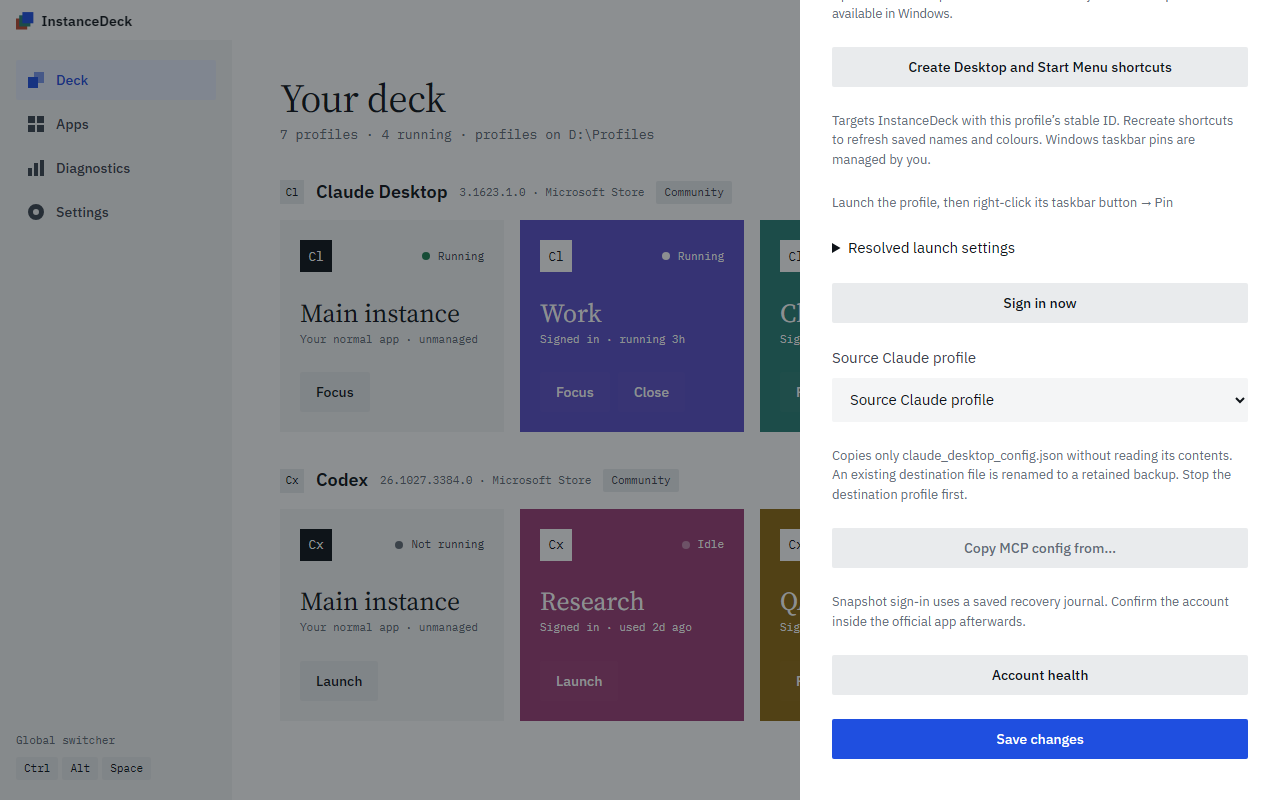 InstanceDeck
Deck
Apps
Diagnostics
Settings
Global switcher
Ctrl Alt Space
Your deck
7 profiles · 4 running · profiles on D:\Profiles
Cl Claude Desktop 3.1623.1.0 · Microsoft Store Community
Cl Running
Main instance
Your normal app · unmanaged
Focus
Cl Running
Work
Signed in · running 3h
Focus Close
Cx Codex 26.1027.3384.0 · Microsoft Store Community
Cx Not running
Main instance
Your normal app · unmanaged
Launch
Cx Idle
Research
Signed in · used 2d ago
Launch
available in Windows.
Create Desktop and Start Menu shortcuts
Targets InstanceDeck with this profile’s stable ID. Recreate shortcuts
to refresh saved names and colours. Windows taskbar pins are
managed by you.
Launch the profile, then right-click its taskbar button → Pin
Resolved launch settings
Sign in now
Source Claude profile
Source Claude profile
Copies only claude_desktop_config.json without reading its contents.
An existing destination file is renamed to a retained backup. Stop the
destination profile first.
Copy MCP config from...
Snapshot sign-in uses a saved recovery journal. Confirm the account
inside the official app afterwards.
Account health
Save changes